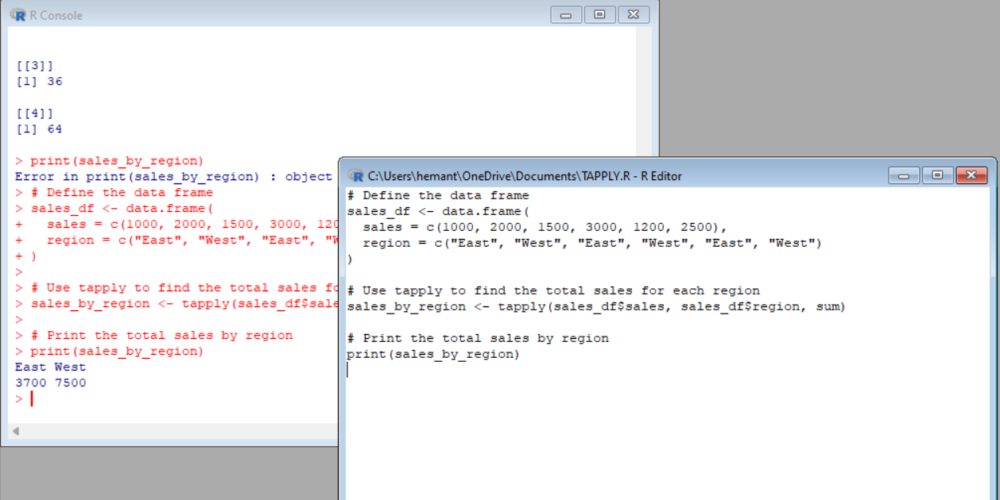 R Console
[[3]]
[1] 36
[[4]]
[1] 64
> print(sales_by_region)
Error in print(sales_by_region) : object
> # Define the data frame
> sales_df <- data.frame(
+   sales = c(1000, 2000, 1500, 3000, 120
+   region = c("East", "West", "East", "W
+ )
>
> # Use tapply to find the total sales fo
> sales_by_region <- tapply(sales_df$sale
>
> # Print the total sales by region
> print(sales_by_region)
East West
3700 7500
>
C:\Users\hemant\OneDrive\Documents\TAPPLY.R - R Editor
# Define the data frame
sales_df <- data.frame(
  sales = c(1000, 2000, 1500, 3000, 1200, 2500),
  region = c("East", "West", "East", "West", "East", "West")
)
# Use tapply to find the total sales for each region
sales_by_region <- tapply(sales_df$sales, sales_df$region, sum)
# Print the total sales by region
print(sales_by_region)